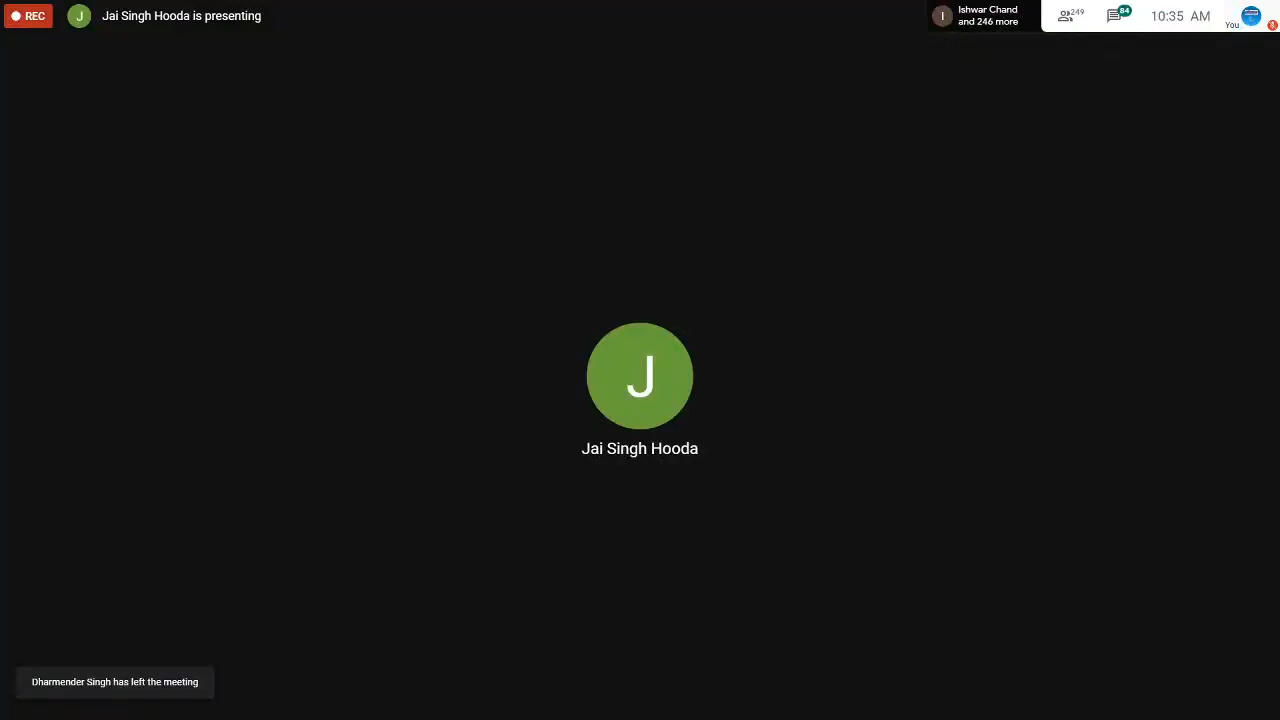 REC
J
Jai Singh Hooda is presenting
I
Ishwar Chand
and 246 more
249
84
10:35 AM
You
J
Jai Singh Hooda
Dharmender Singh has left the meeting